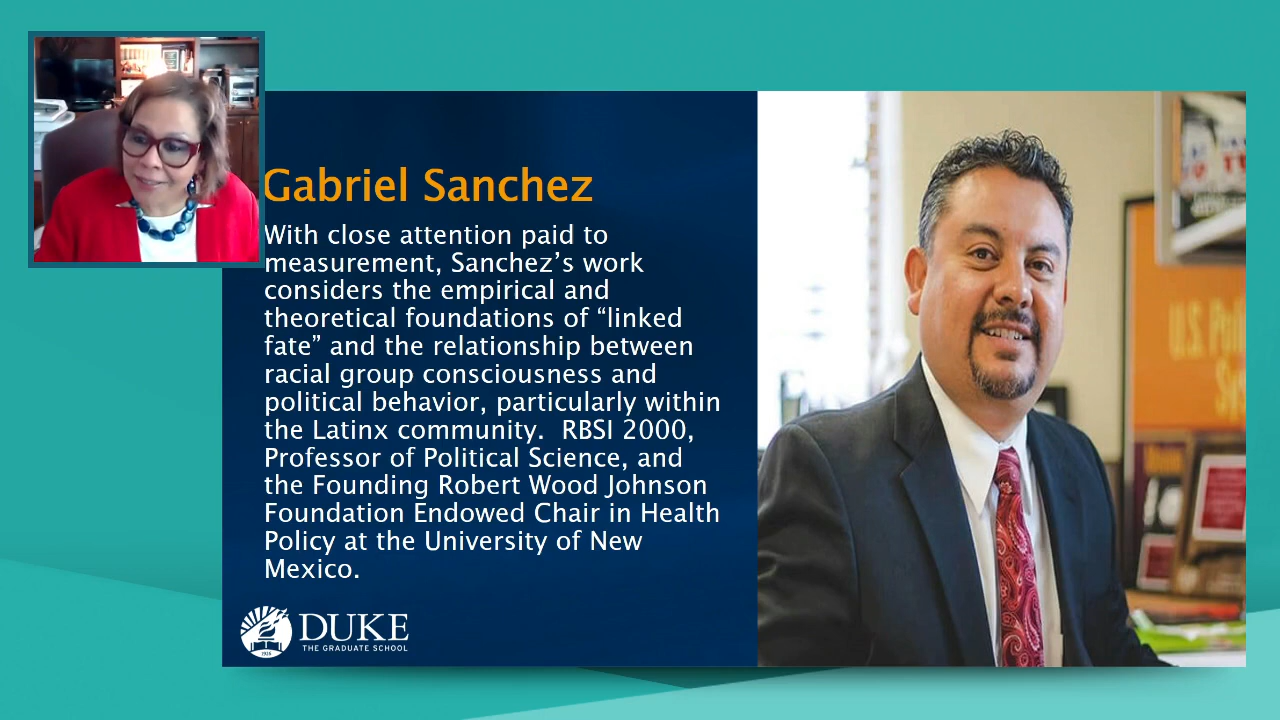 Gabriel Sanchez
With close attention paid to
measurement, Sanchez’s work
considers the empirical and
theoretical foundations of “linked
fate” and the relationship between
racial group consciousness and
political behavior, particularly within
the Latinx community.  RBSI 2000,
Professor of Political Science, and
the Founding Robert Wood Johnson
Foundation Endowed Chair in Health
Policy at the University of New
Mexico.
DUKE
THE GRADUATE SCHOOL
1926
U.S. Poli
Sy